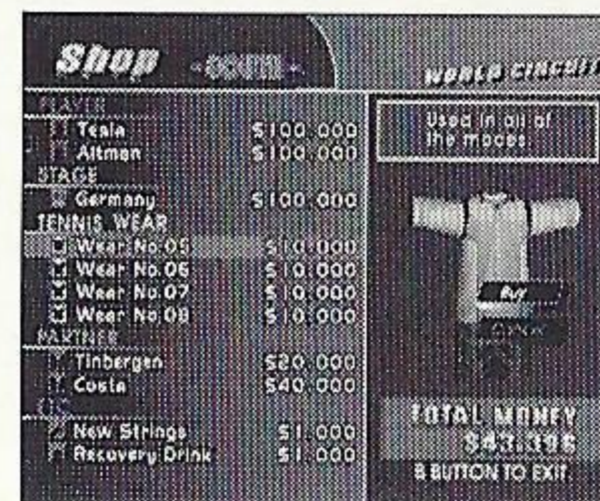 Shop
WORLD CIRCUIT
PLAYER
Tesla $100,000
Altman $100,000
STAGE
Germany $100,000
TENNIS WEAR
Wear No.05 $10,000
Wear No.06 $10,000
Wear No.07 $10,000
Wear No.08 $10,000
PARTNER
Tinbergen $20,000
Costa $40,000
New Strings $1,000
Recovery Drink $1,000
Used in all of
the modes.
Buy
TOTAL MONEY
B BUTTON TO EXIT